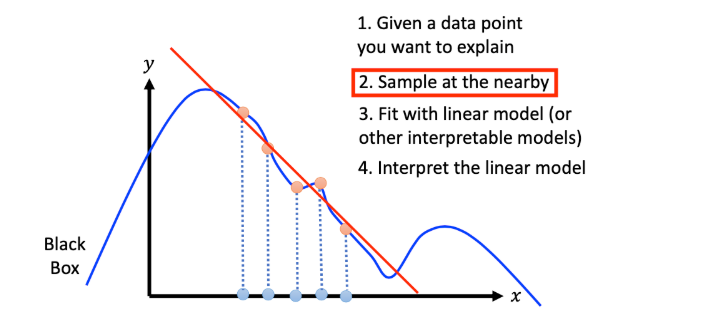 1. Given a data point
you want to explain
y
2. Sample at the nearby
3. Fit with linear model (or
other interpretable models)
4. Interpret the linear model
Black
Box
x